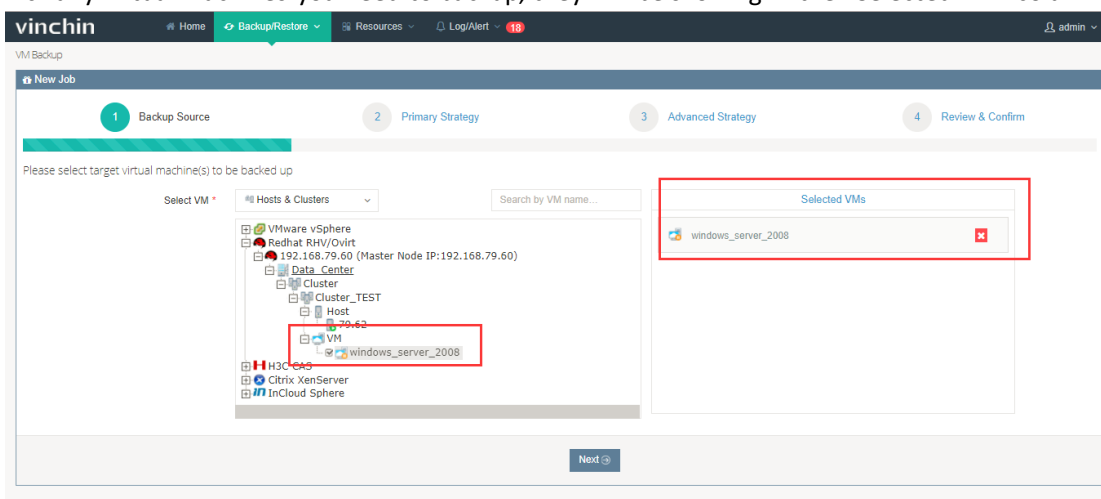 vinchin Home Backup/Restore Resources Log/Alert 18 admin
VM Backup
New Job
1 Backup Source 2 Primary Strategy 3 Advanced Strategy 4 Review & Confirm
Please select target virtual machine(s) to be backed up
Select VM * Hosts & Clusters Search by VM name... Selected VMs
VMware vSphere
windows_server_2008
Redhat RHV/Ovirt
192.168.79.60 (Master Node IP:192.168.79.60)
Data_Center
Cluster
Cluster_TEST
Host
79.62
VM
windows_server_2008
H3C CAS
Citrix XenServer
InCloud Sphere
Next